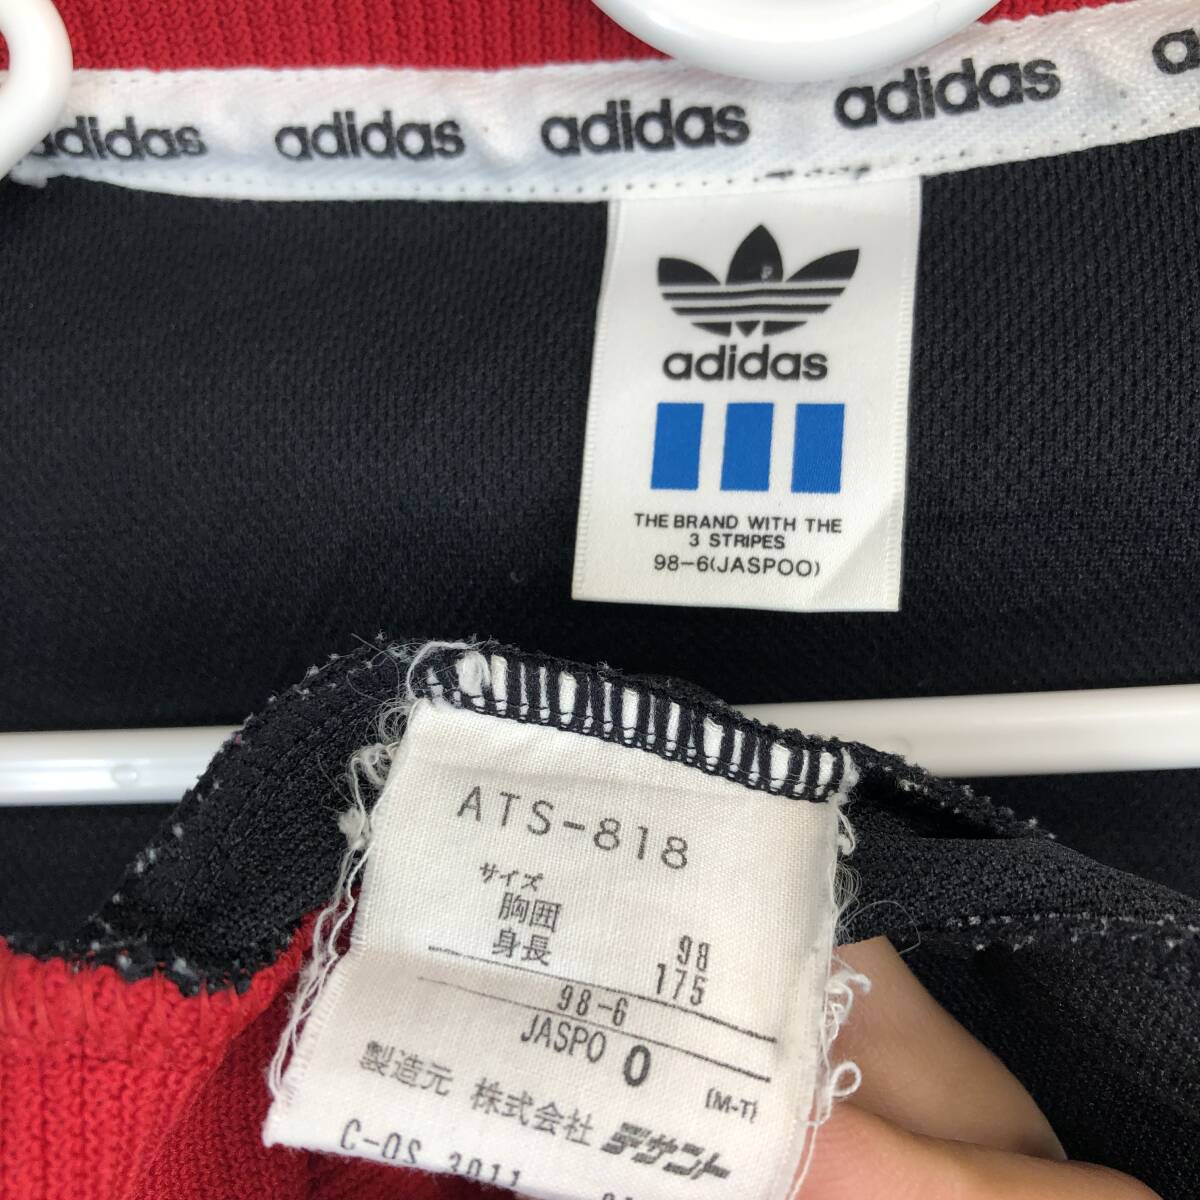 adidas adidas adidas adidas a
adidas
THE BRAND WITH THE
3 STRIPES
98-6(JASPOO)
ATS-818
サイズ
胸囲 98
身長 175
98-6
JASPO O
(M-T)
製造元 株式会社 デサント
C-OS 3011